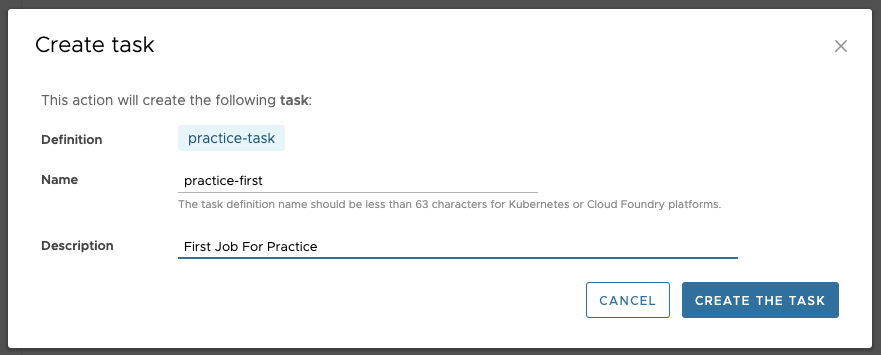 Create task
This action will create the following task:
Definition
practice-task
Name
practice-first
The task definition name should be less than 63 characters for Kubernetes or Cloud Foundry platforms.
Description
First Job For Practice
CANCEL
CREATE THE TASK